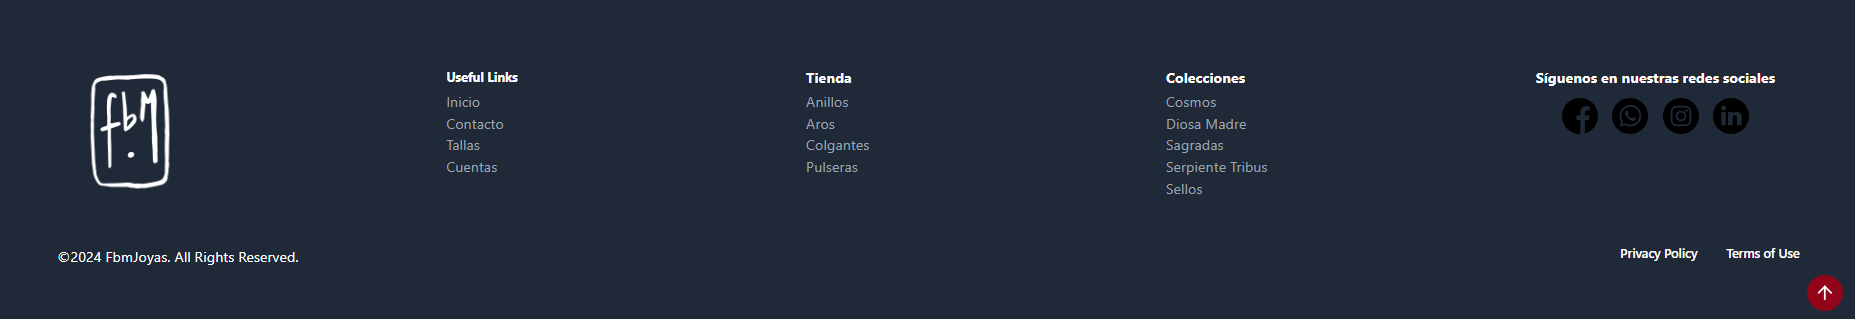 fbM.
Useful Links
Inicio
Contacto
Tallas
Cuentas
Tienda
Anillos
Aros
Colgantes
Pulseras
Colecciones
Cosmos
Diosa Madre
Sagradas
Serpiente Tribus
Sellos
Síguenos en nuestras redes sociales
©2024 FbmJoyas. All Rights Reserved.
Privacy Policy
Terms of Use